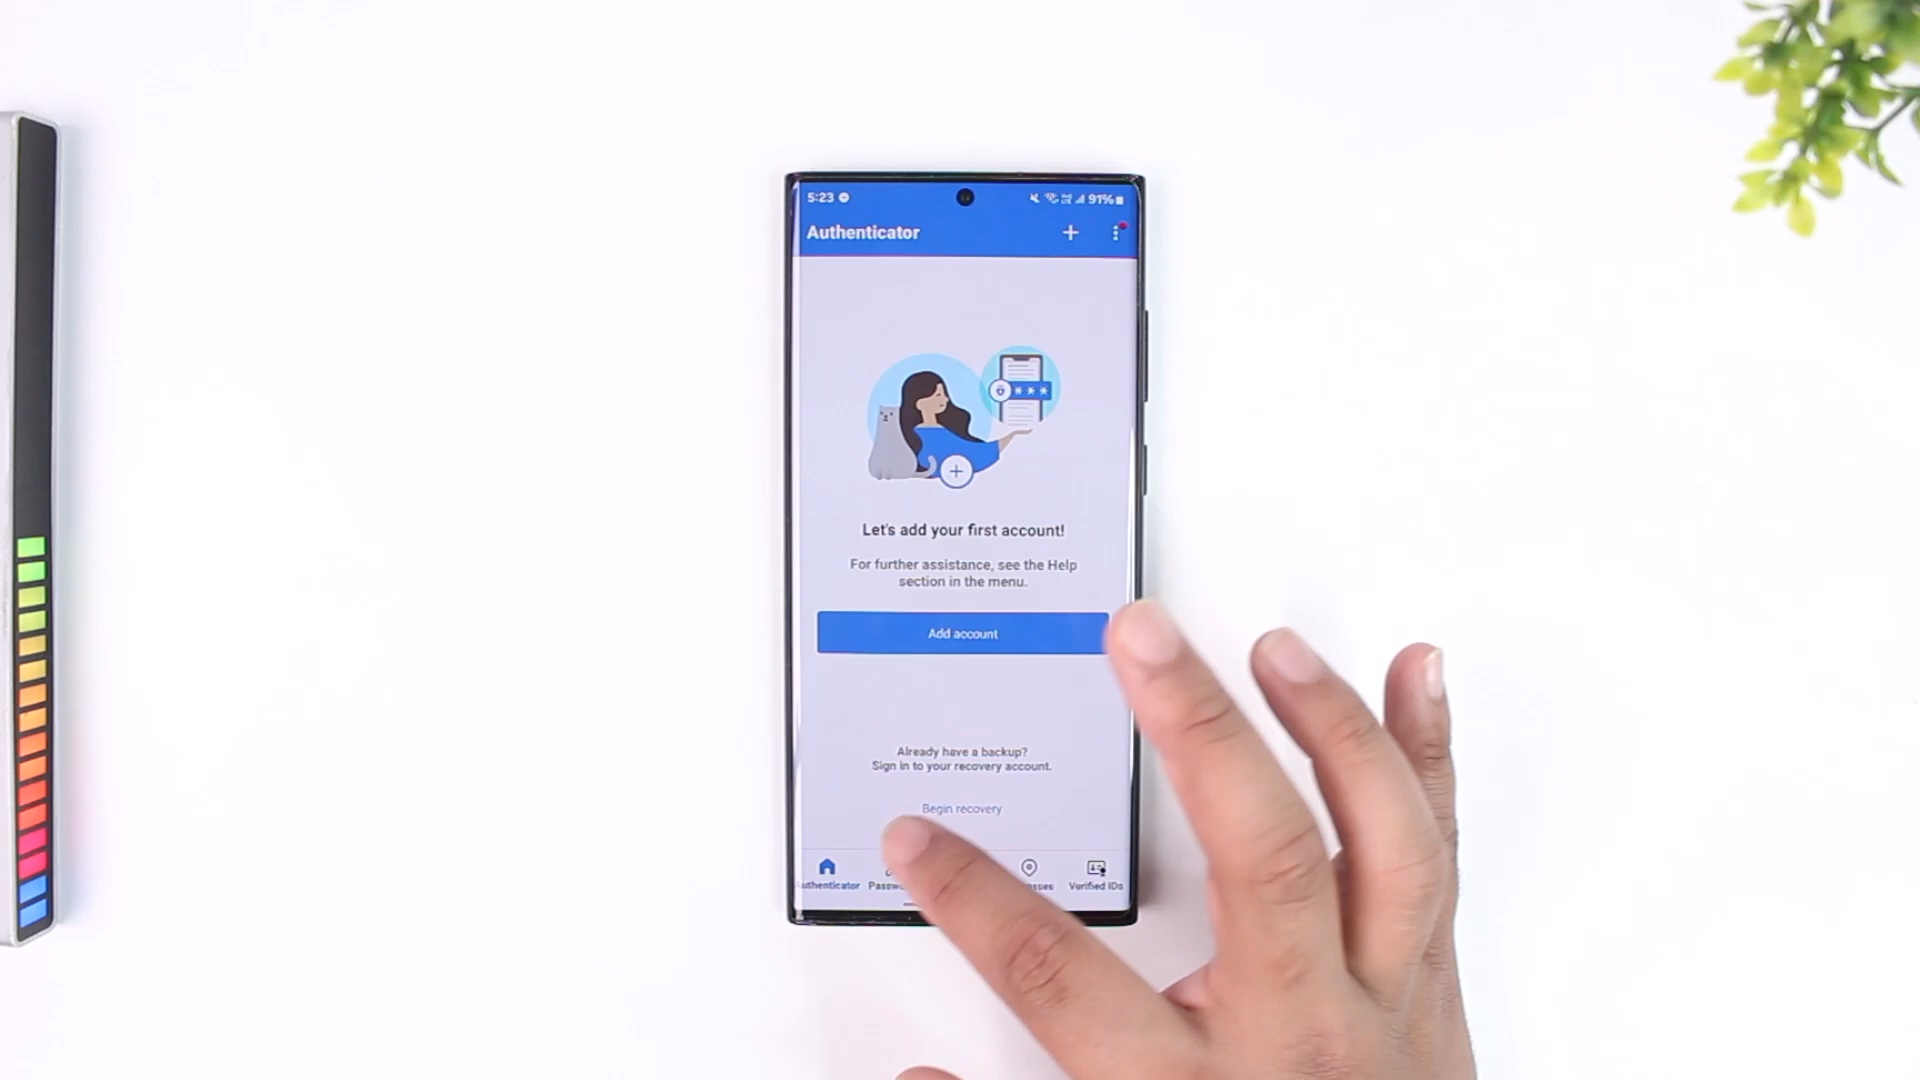 5:23
91%
Authenticator
Let's add your first account!
For further assistance, see the Help
section in the menu.
Add account
Already have a backup?
Sign in to your recovery account.
Begin recovery
Authenticator
Verified IDs